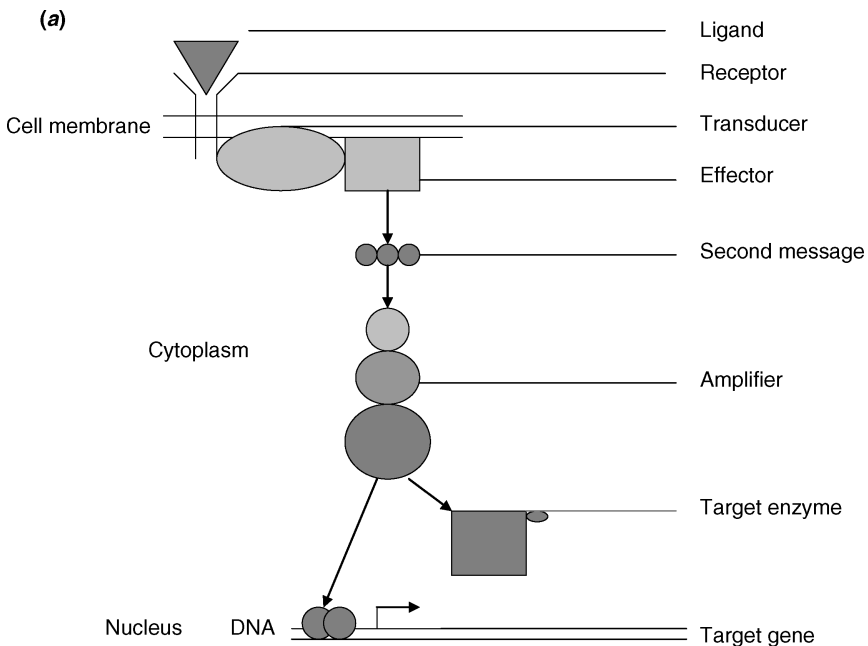 (a)
Ligand
Receptor
Cell membrane
Transducer
Effector
Second message
Cytoplasm
Amplifier
Target enzyme
Nucleus
DNA
Target gene